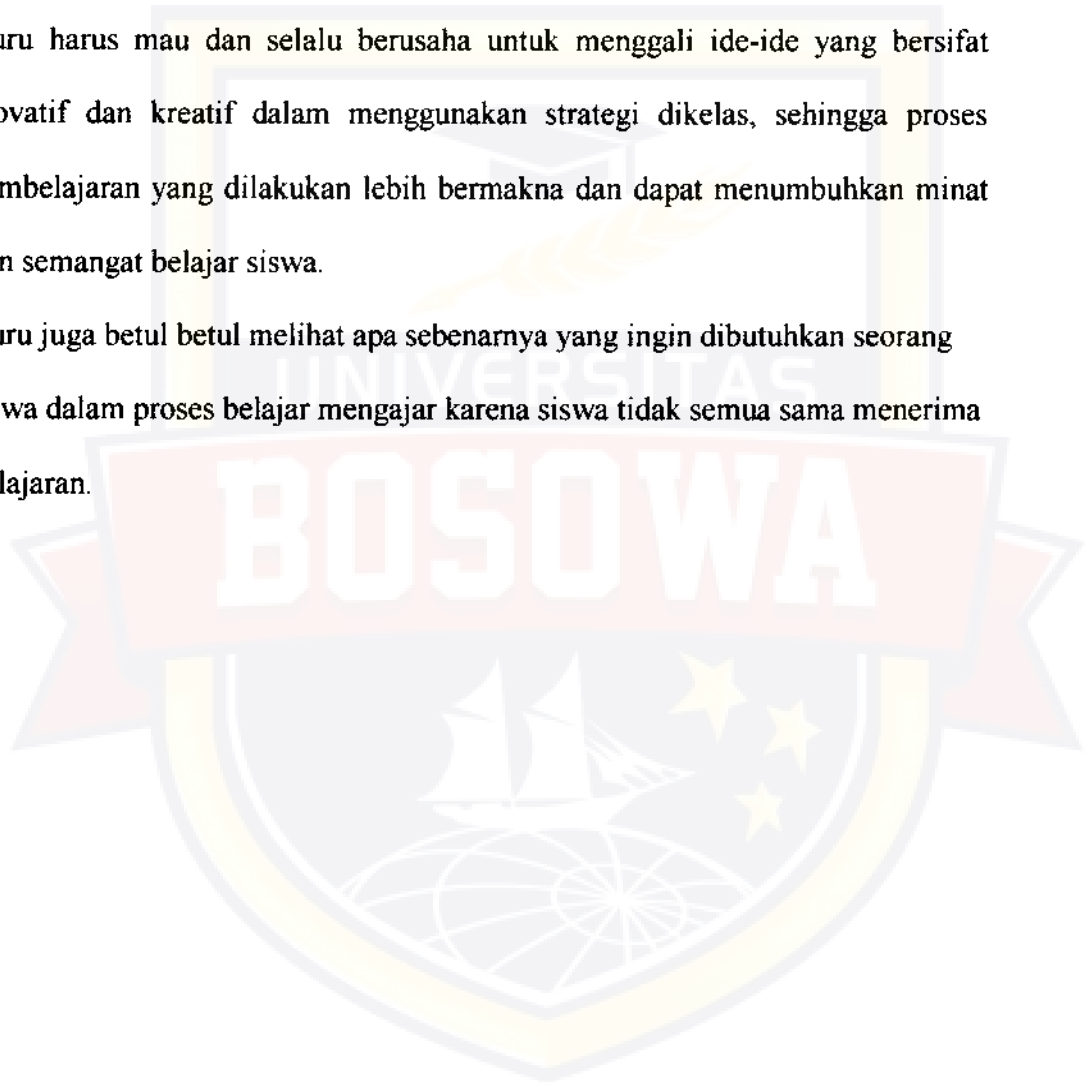 uru harus mau dan selalu berusaha untuk menggali ide-ide yang bersifat
ovatif dan kreatif dalam menggunakan strategi dikelas, sehingga proses
mbelajaran yang dilakukan lebih bermakna dan dapat menumbuhkan minat
n semangat belajar siswa.
uru juga betul betul melihat apa sebenarnya yang ingin dibutuhkan seorang
wa dalam proses belajar mengajar karena siswa tidak semua sama menerima
lajaran.
UNIVERSITAS
BOSOWA